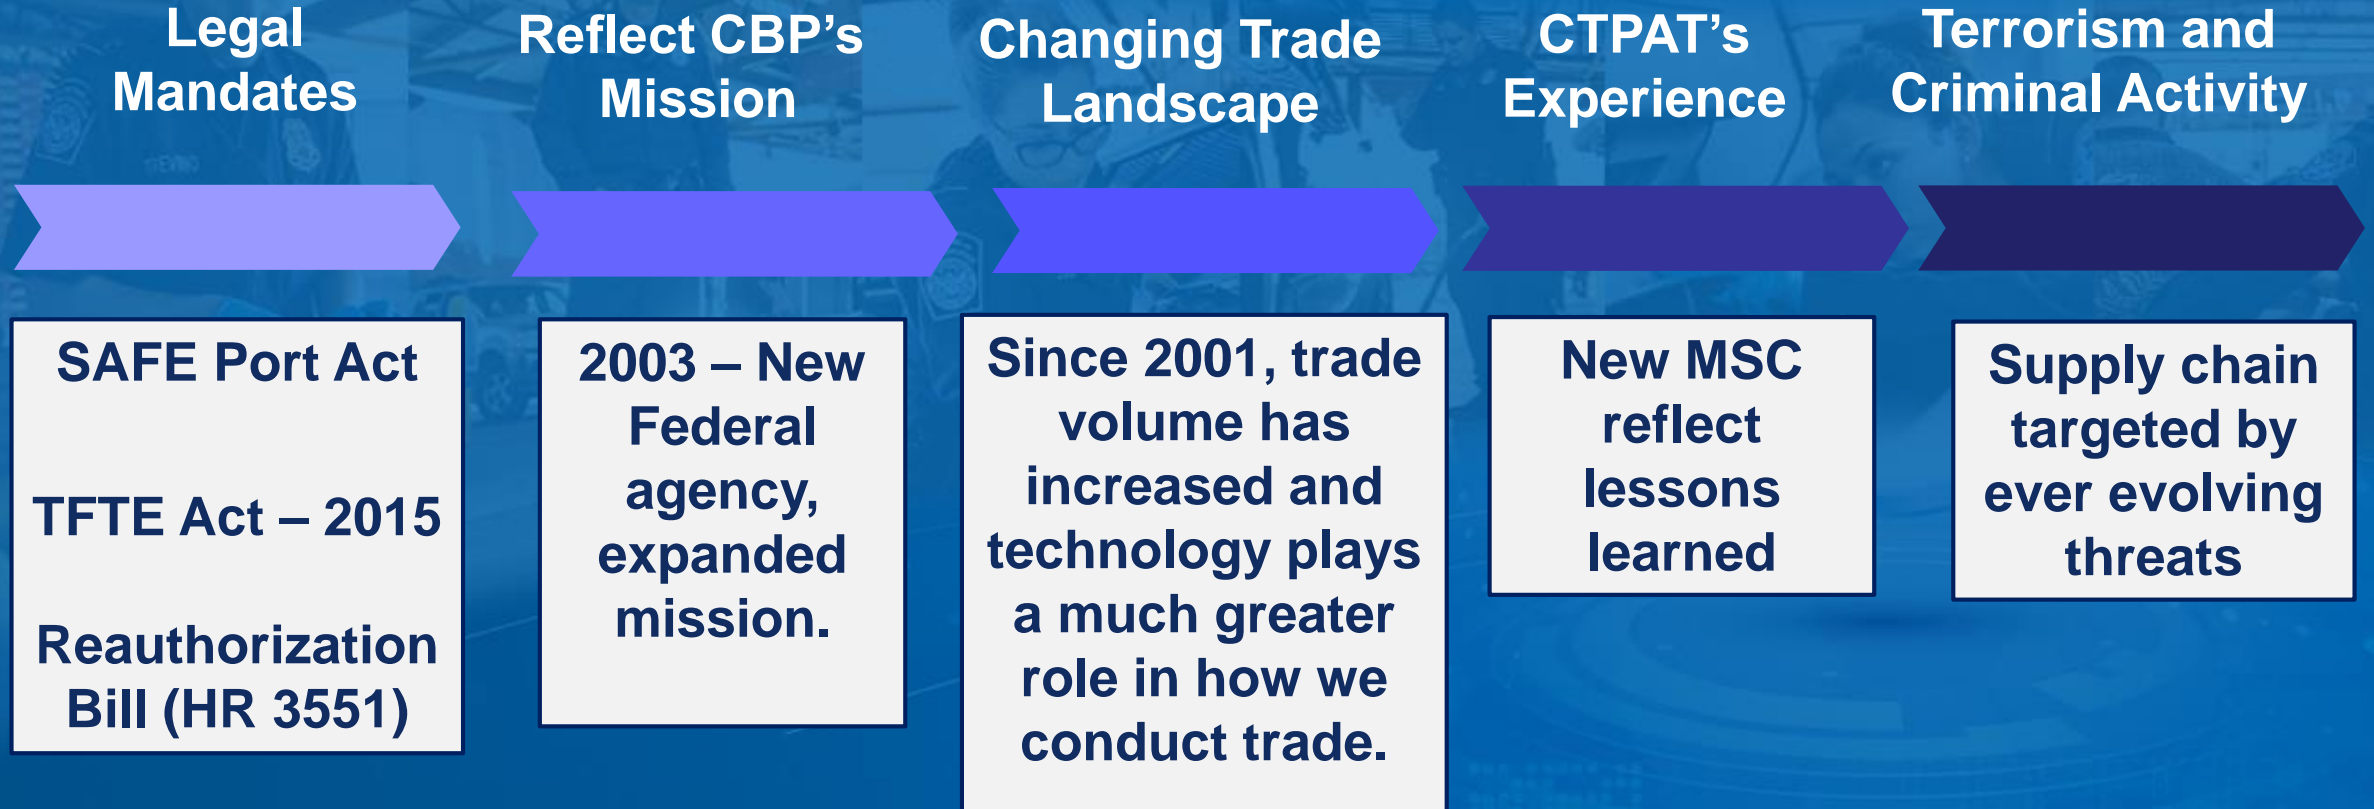 Legal
Mandates
Reflect CBP's
Mission
Changing Trade
Landscape
CTPAT's
Experience
Terrorism and
Criminal Activity
SAFE Port Act
TFTE Act – 2015
Reauthorization
Bill (HR 3551)
2003 – New
Federal
agency,
expanded
mission.
Since 2001, trade
volume has
increased and
technology plays
a much greater
role in how we
conduct trade.
New MSC
reflect
lessons
learned
Supply chain
targeted by
ever evolving
threats